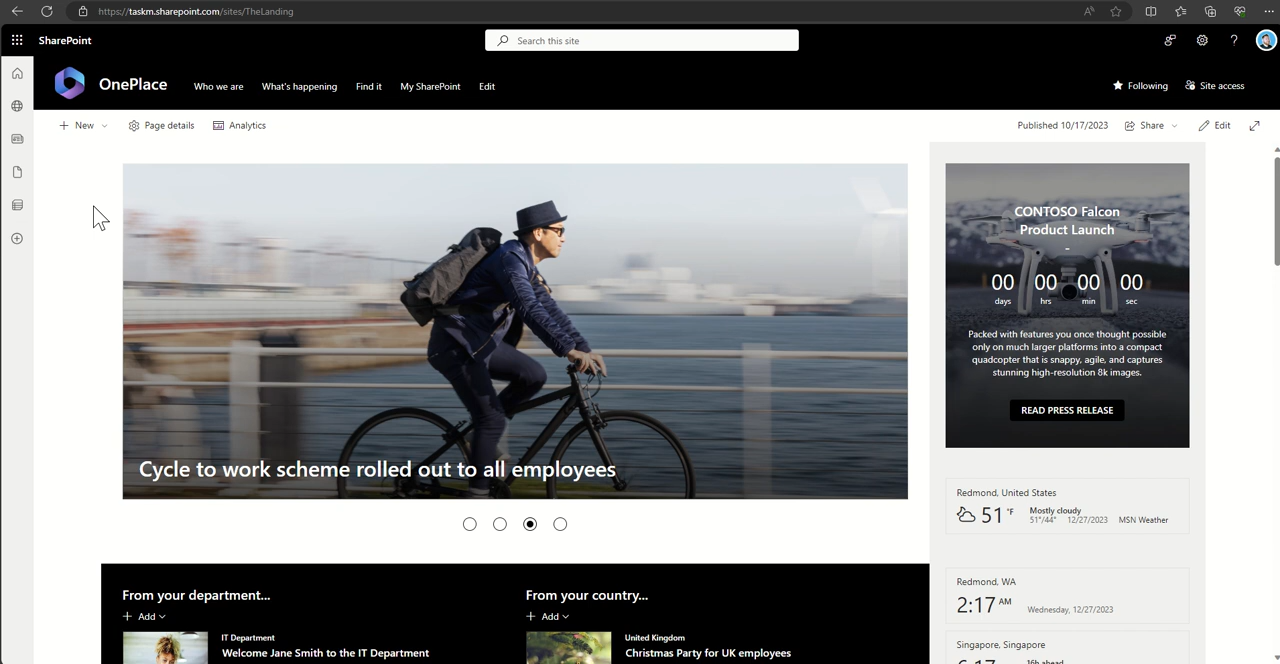 https://taskm.sharepoint.com/sites/TheLanding
SharePoint
Search this site
OnePlace
Who we are
What's happening
Find it
My SharePoint
Edit
Following
Site access
New
Page details
Analytics
Published 10/17/2023
Share
Edit
Cycle to work scheme rolled out to all employees
CONTOSO Falcon
Product Launch
-
00 00 00 00
days hrs min sec
Packed with features you once thought possible
only on much larger platforms into a compact
quadcopter that is snappy, agile, and captures
stunning high-resolution 8k images.
READ PRESS RELEASE
Redmond, United States
51 °F
Mostly cloudy
51°/44° 12/27/2023 MSN Weather
Redmond, WA
2:17 AM Wednesday, 12/27/2023
Singapore, Singapore
From your department...
Add
IT Department
Welcome Jane Smith to the IT Department
From your country...
Add
United Kingdom
Christmas Party for UK employees